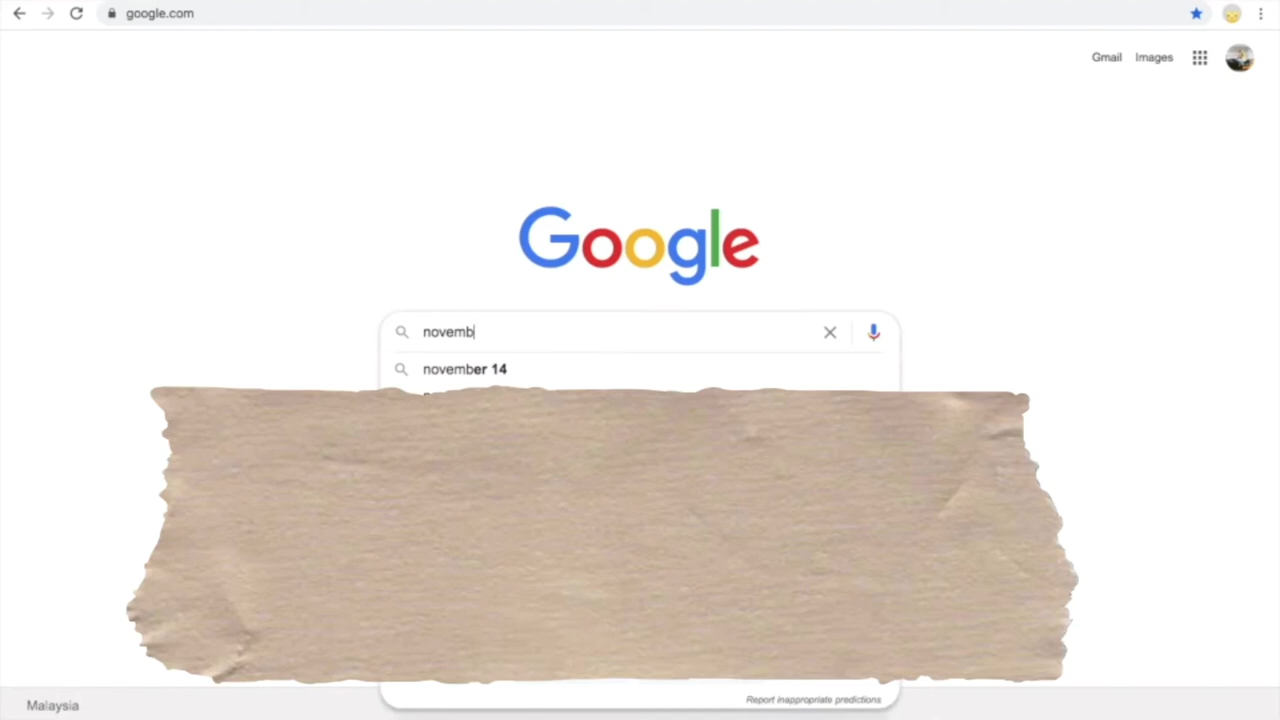 google.com
Gmail Images
Google
novemb
november 14
Report inappropriate predictions
Malaysia